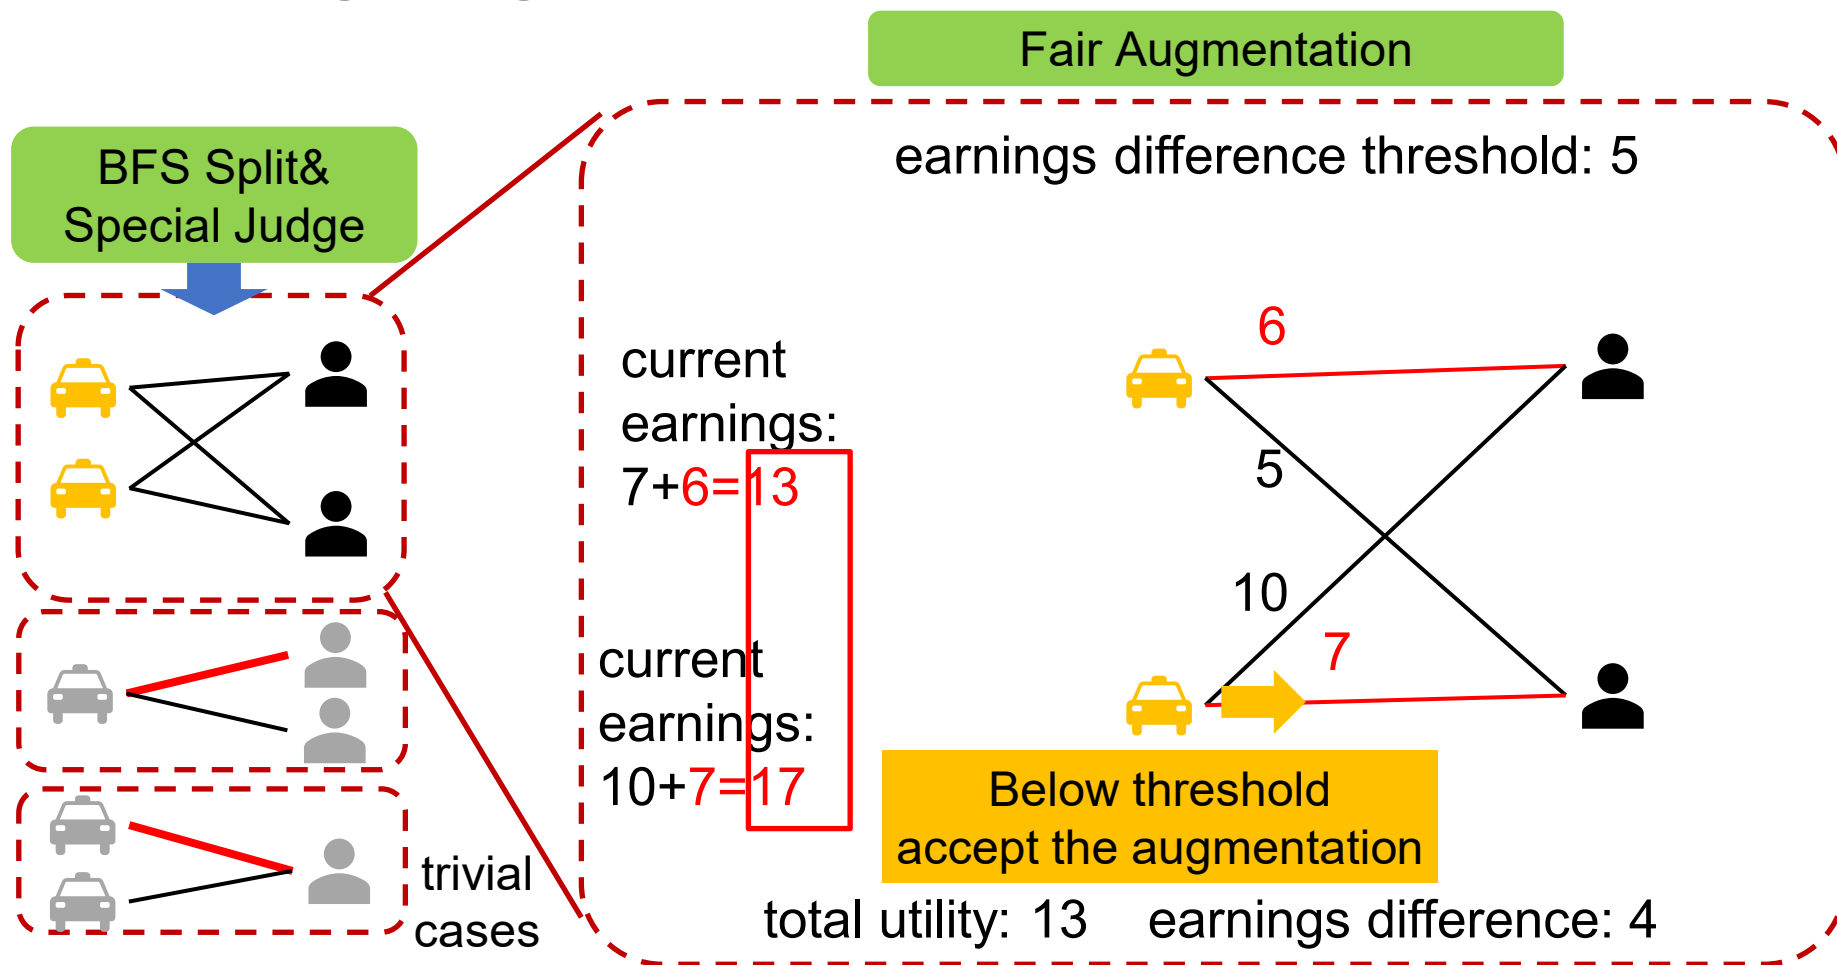 Fair Augmentation
BFS Split&
Special Judge
earnings difference threshold: 5
current
earnings:
7+6=13
6
5
10
7
current
earnings:
10+7=17
Below threshold
accept the augmentation
trivial
cases
total utility: 13 earnings difference: 4